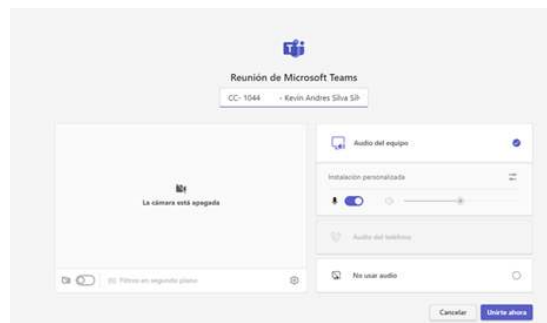 Reunión de Microsoft Teams
CC- 1044 - Kevin Andres Silva Sil
Audio del equipo
Instalación personalizada
La cámara está apagada
Audio del teléfono
Filtros en segundo plano
No usar audio
Cancelar
Unirte ahora